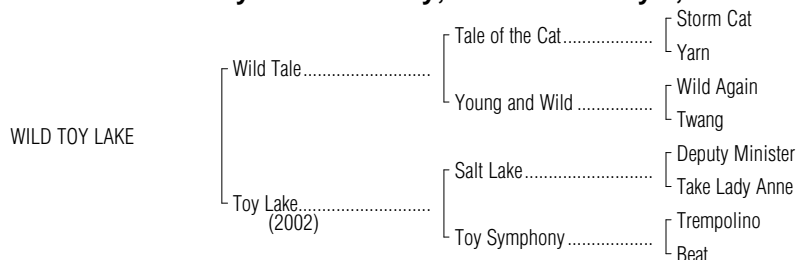 Storm Cat
Tale of the Cat
Yarn
Wild Tale
Wild Again
Young and Wild
Twang
WILD TOY LAKE
Deputy Minister
Salt Lake
Take Lady Anne
Toy Lake
(2002)
Trempolino
Toy Symphony
Beat